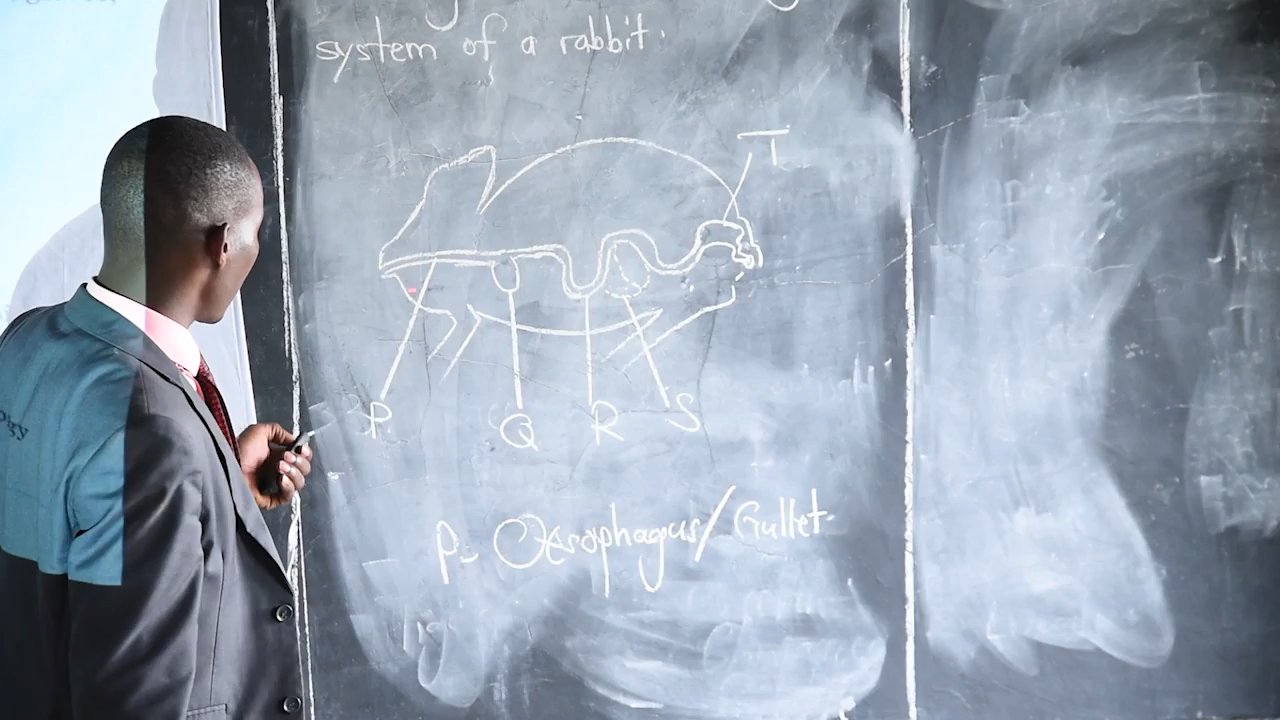 system of a rabbit.
T
P
Q
R
S
P- Oesophagus/Gullet.